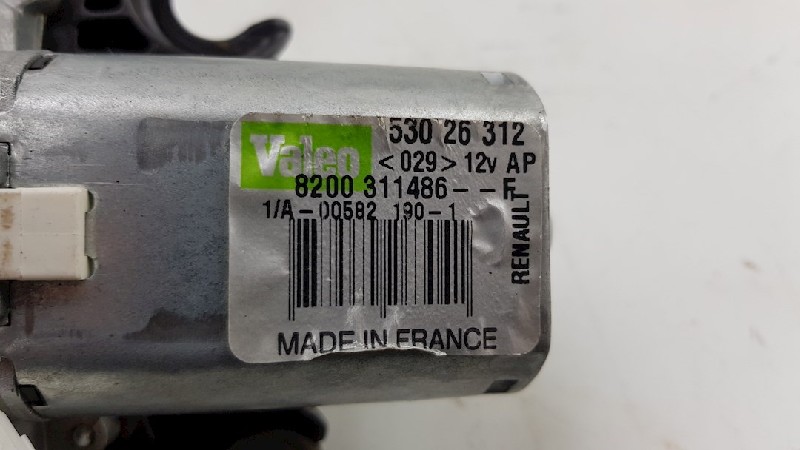 Valeo 530 26 312
<029> 12v AP
8200 311486--F
1/A-00582 190-1
RENAULT
MADE IN FRANCE